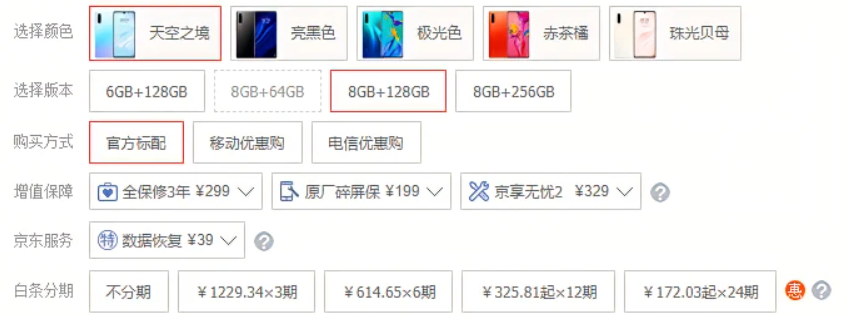 选择颜色 天空之境 亮黑色 极光色 赤茶橘 珠光贝母
选择版本 6GB+128GB 8GB+64GB 8GB+128GB 8GB+256GB
购买方式 官方标配 移动优惠购 电信优惠购
增值保障 全保修3年 ¥299 原厂碎屏保 ¥199 京享无忧2 ¥329 ?
京东服务 特 数据恢复 ¥39 ?
白条分期 不分期 ¥1229.34×3期 ¥614.65×6期 ¥325.81起×12期 ¥172.03起×24期 惠 ?